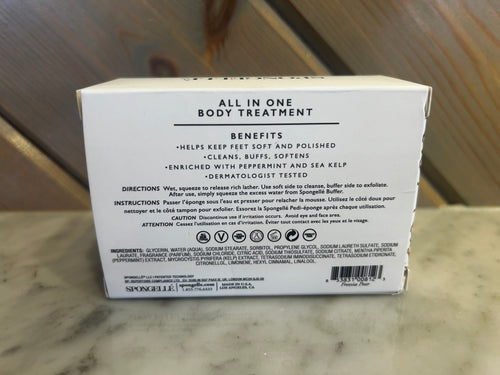 ALL IN ONE
BODY TREATMENT
BENEFITS
•HELPS KEEP FEET SOFT AND POLISHED
•CLEANS, BUFFS, SOFTENS
•ENRICHED WITH PEPPERMINT AND SEA KELP
•DERMATOLOGIST TESTED
DIRECTIONS Wet, squeeze to release rich lather. Use soft side to cleanse, buffer side to exfoliate.
After use, simply squeeze the excess water from Spongellé Buffer.
INSTRUCTIONS Passer l'éponge sous l'eau et presser pour relacher la mousse. Utilisez le côté doux pour
nettoyer et le côté tampon pour exfolier. Essorez la Spongellé Pedi-éponge après chaque utilisation.
CAUTION Discontinue use if irritation occurs. Avoid eye and face area.
ATTENTION Cessez l'utilisation en cas d'irritation. Éviter tout contact avec les yeux et le visage.
INGREDIENTS: GLYCERIN, WATER (AQUA), SODIUM STEARATE, SORBITOL, PROPYLENE GLYCOL, SODIUM LAURETH SULFATE, SODIUM
LAURATE, FRAGRANCE (PARFUM), SODIUM CHLORIDE, CITRIC ACID, SODIUM THIOSULFATE, SODIUM CITRATE, MENTHA PIPERITA
(PEPPERMINT) EXTRACT, MYCROCYSTIS PYRIFERA (KELP) EXTRACT, TETRASODIUM IMINODISUCCINATE, TETRASODIUM ETIDRONATE,
CITRONELLOL, LIMONENE, HEXYL CINNAMAL, LINALOOL.
SPONGELLÉ LLC | PATENTED TECHNOLOGY
SPONGELLÉ
spongelle.com
MADE IN U.S.A.
LOS ANGELES, CA
Freesia Pear